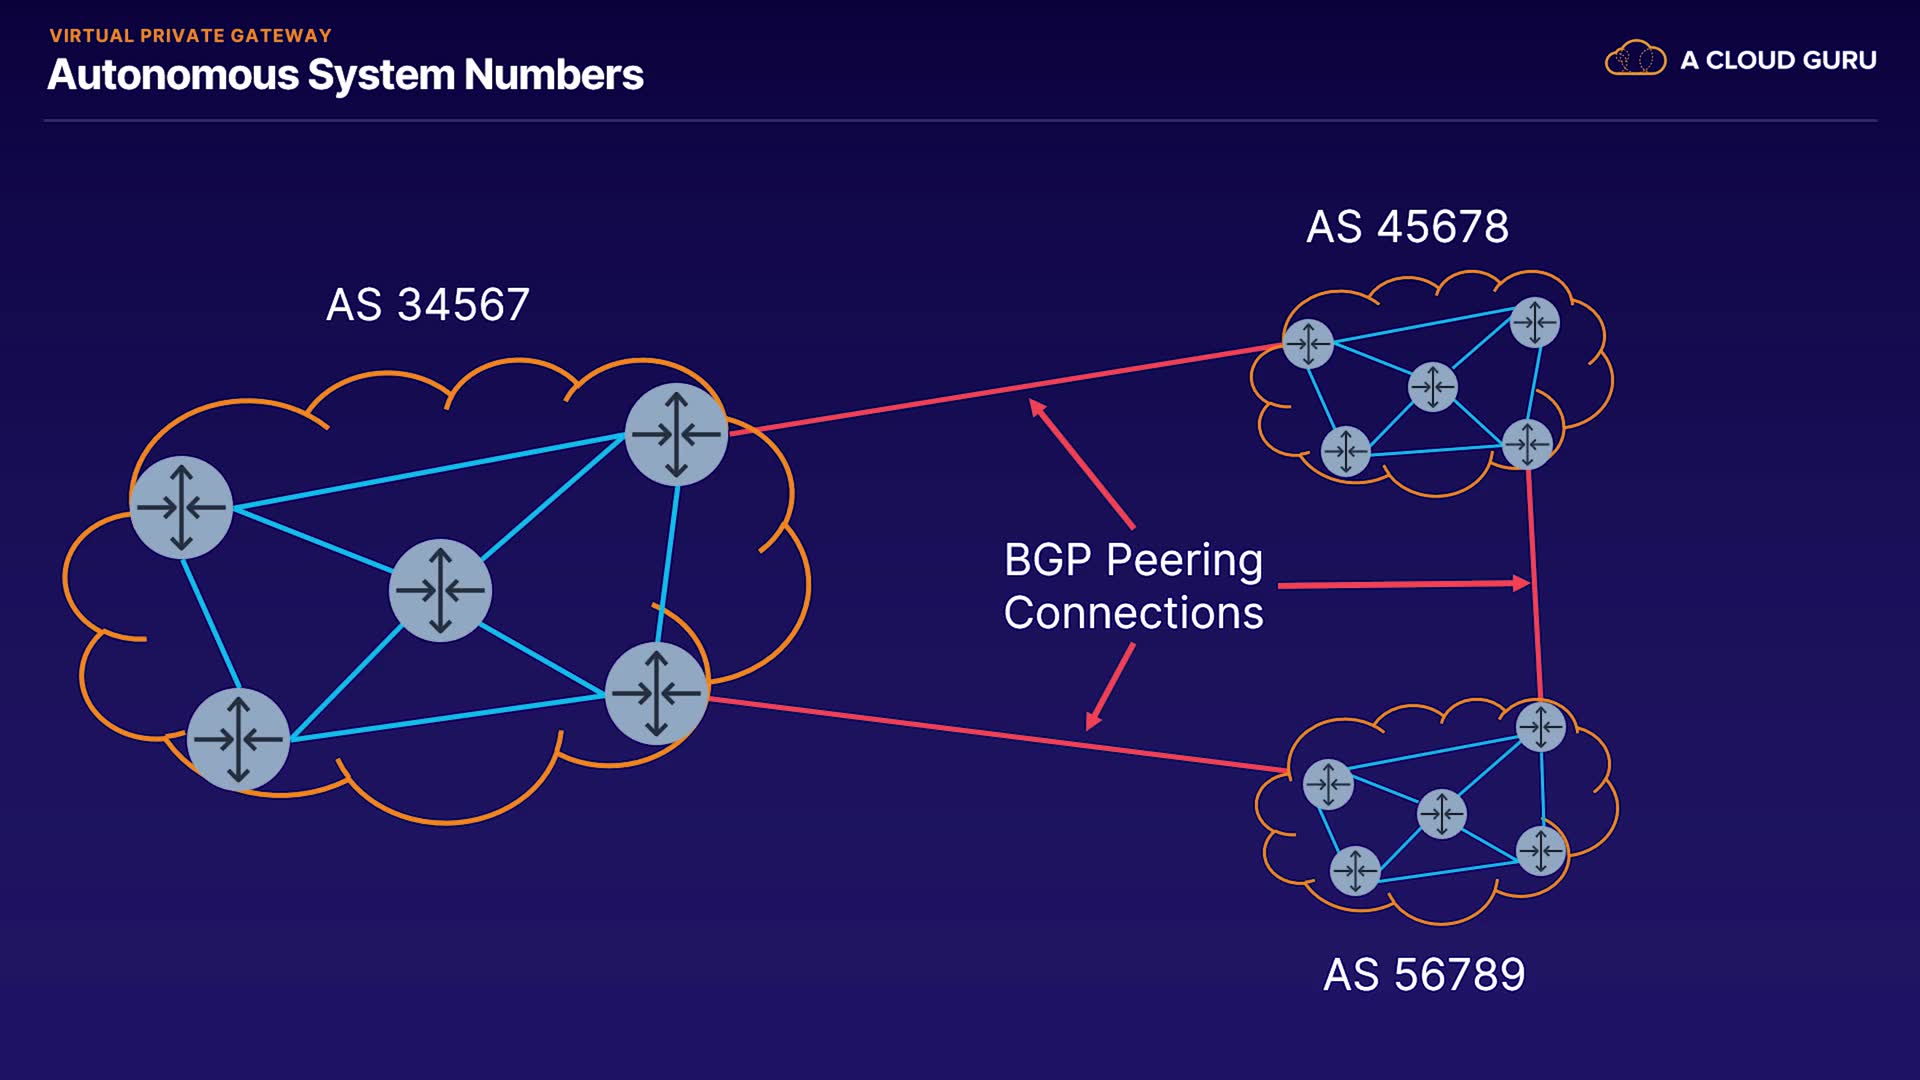 VIRTUAL PRIVATE GATEWAY
Autonomous System Numbers
A CLOUD GURU
AS 45678
AS 34567
BGP Peering
Connections
AS 56789